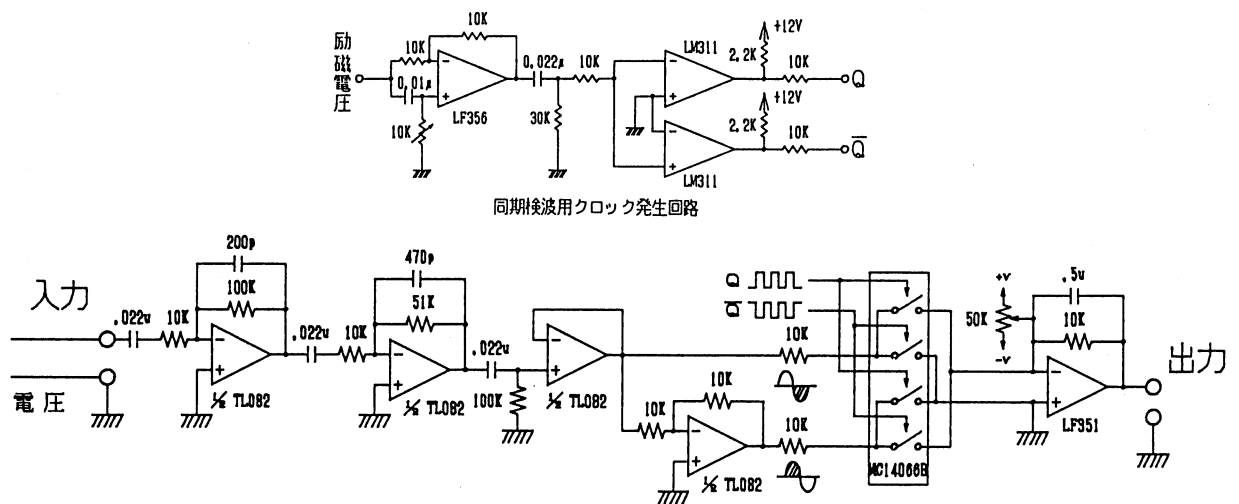 10K
励磁電圧
10K
0.01μ
10K
LF356
0.022μ
10K
30K
LM311
+12V
2.2K
10K
Q
+12V
2.2K
10K
Q̅
LM311
同期検波用クロック発生回路
入力
電圧
.022u
10K
200p
100K
½ TL082
.022u
10K
470p
51K
½ TL082
.022u
100K
½ TL082
10K
10K
½ TL082
Q
Q̅
10K
10K
MC14066B
+v
50K
-v
.5u
10K
LF351
出力